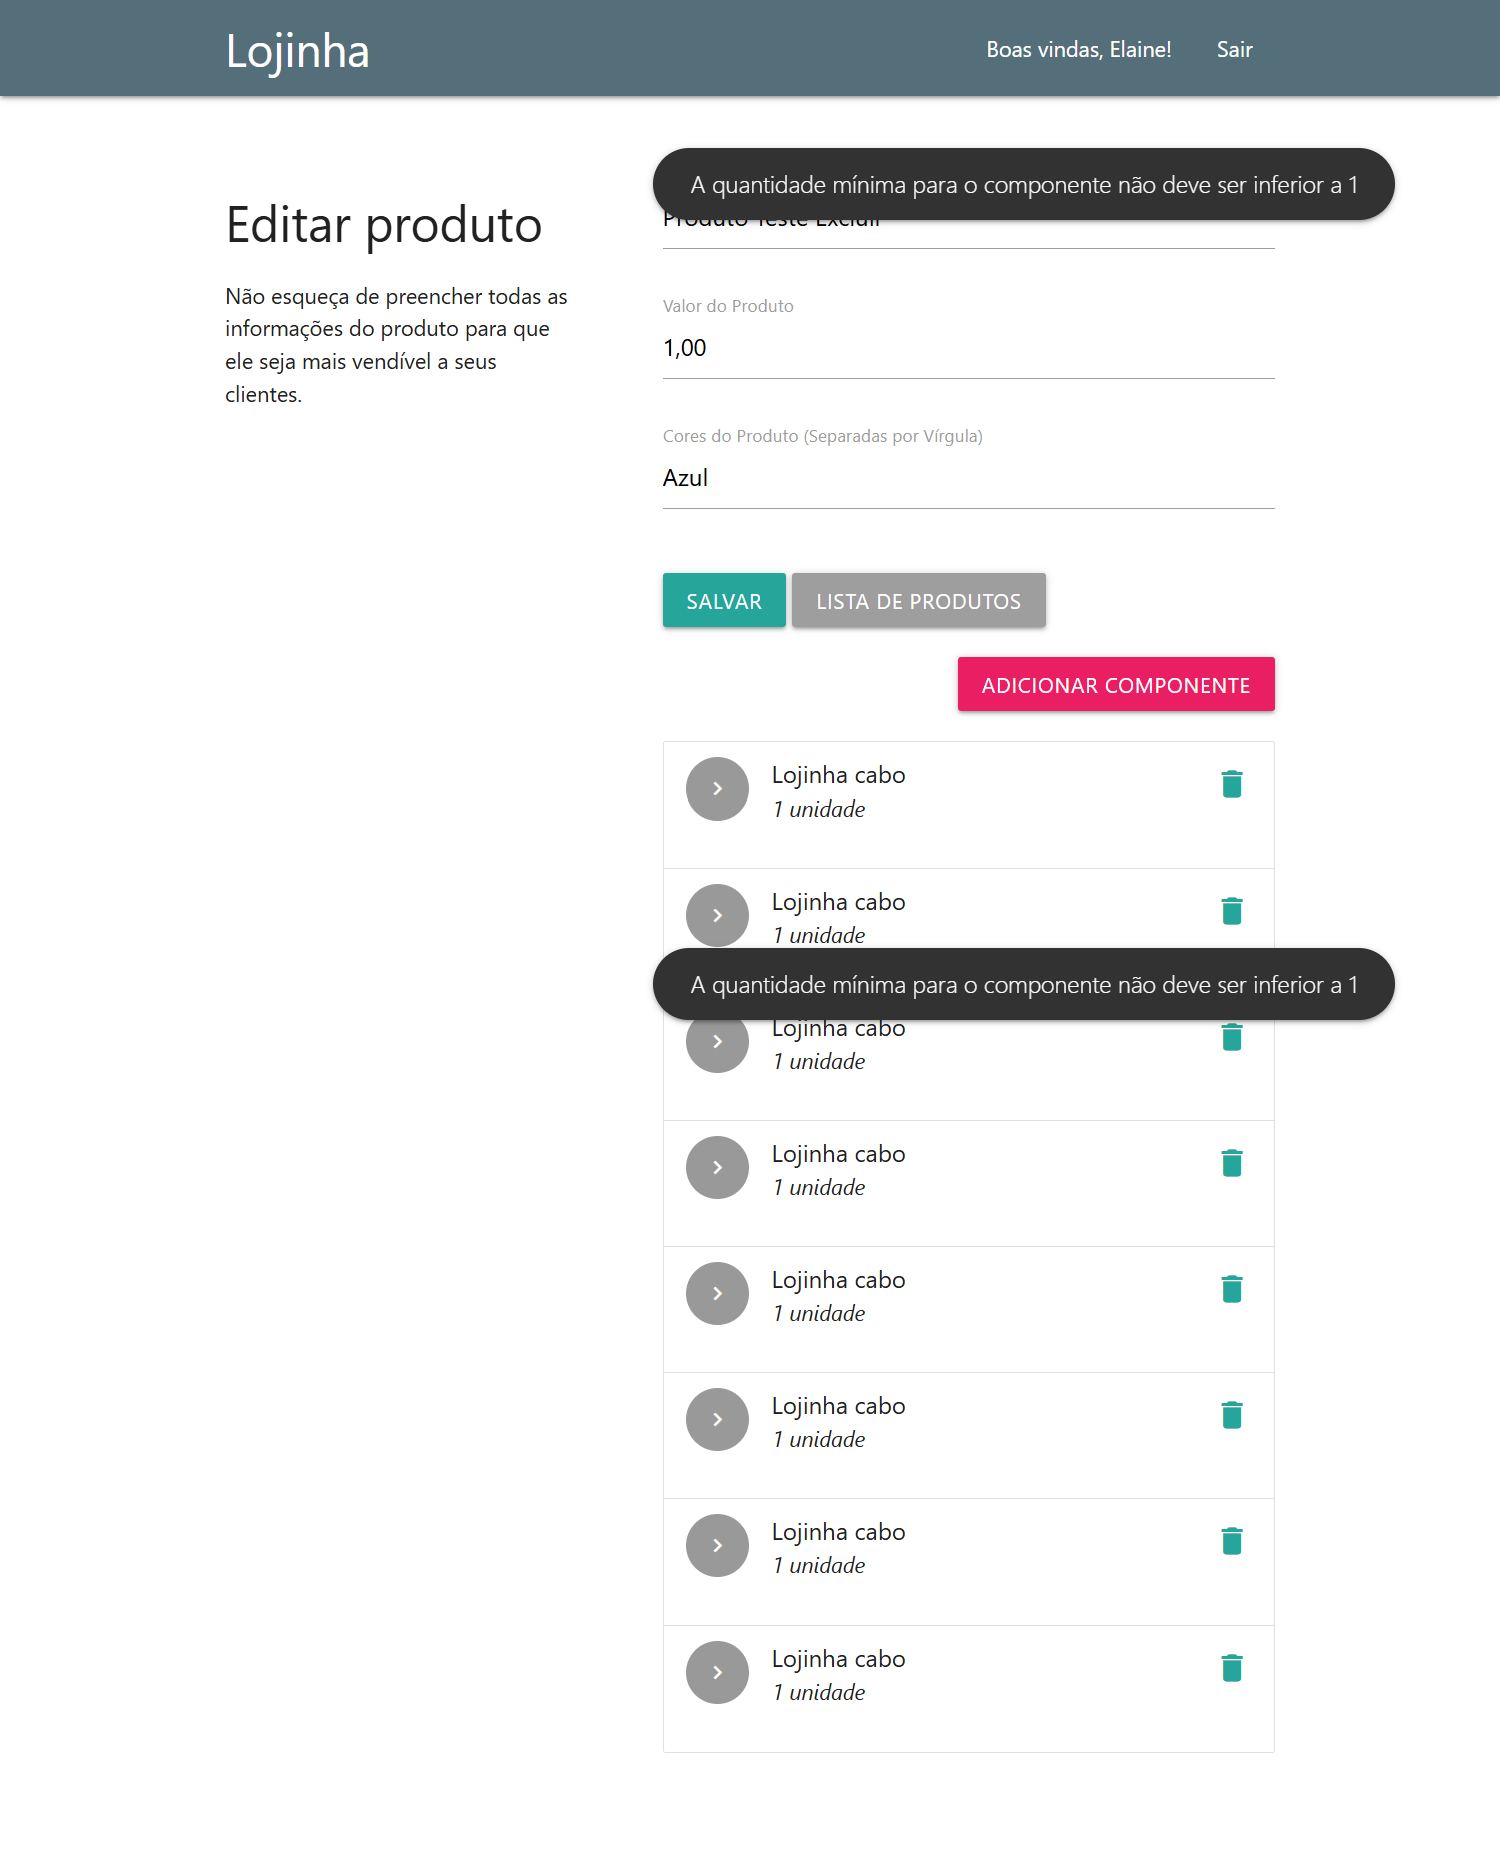 Lojinha
Boas vindas, Elaine!
Sair
Editar produto
Não esqueça de preencher todas as
informações do produto para que
ele seja mais vendível a seus
clientes.
A quantidade mínima para o componente não deve ser inferior a 1
Produto Teste Excluir
Valor do Produto
1,00
Cores do Produto (Separadas por Vírgula)
Azul
SALVAR
LISTA DE PRODUTOS
ADICIONAR COMPONENTE
Lojinha cabo
1 unidade
Lojinha cabo
1 unidade
A quantidade mínima para o componente não deve ser inferior a 1
Lojinha cabo
1 unidade
Lojinha cabo
1 unidade
Lojinha cabo
1 unidade
Lojinha cabo
1 unidade
Lojinha cabo
1 unidade
Lojinha cabo
1 unidade